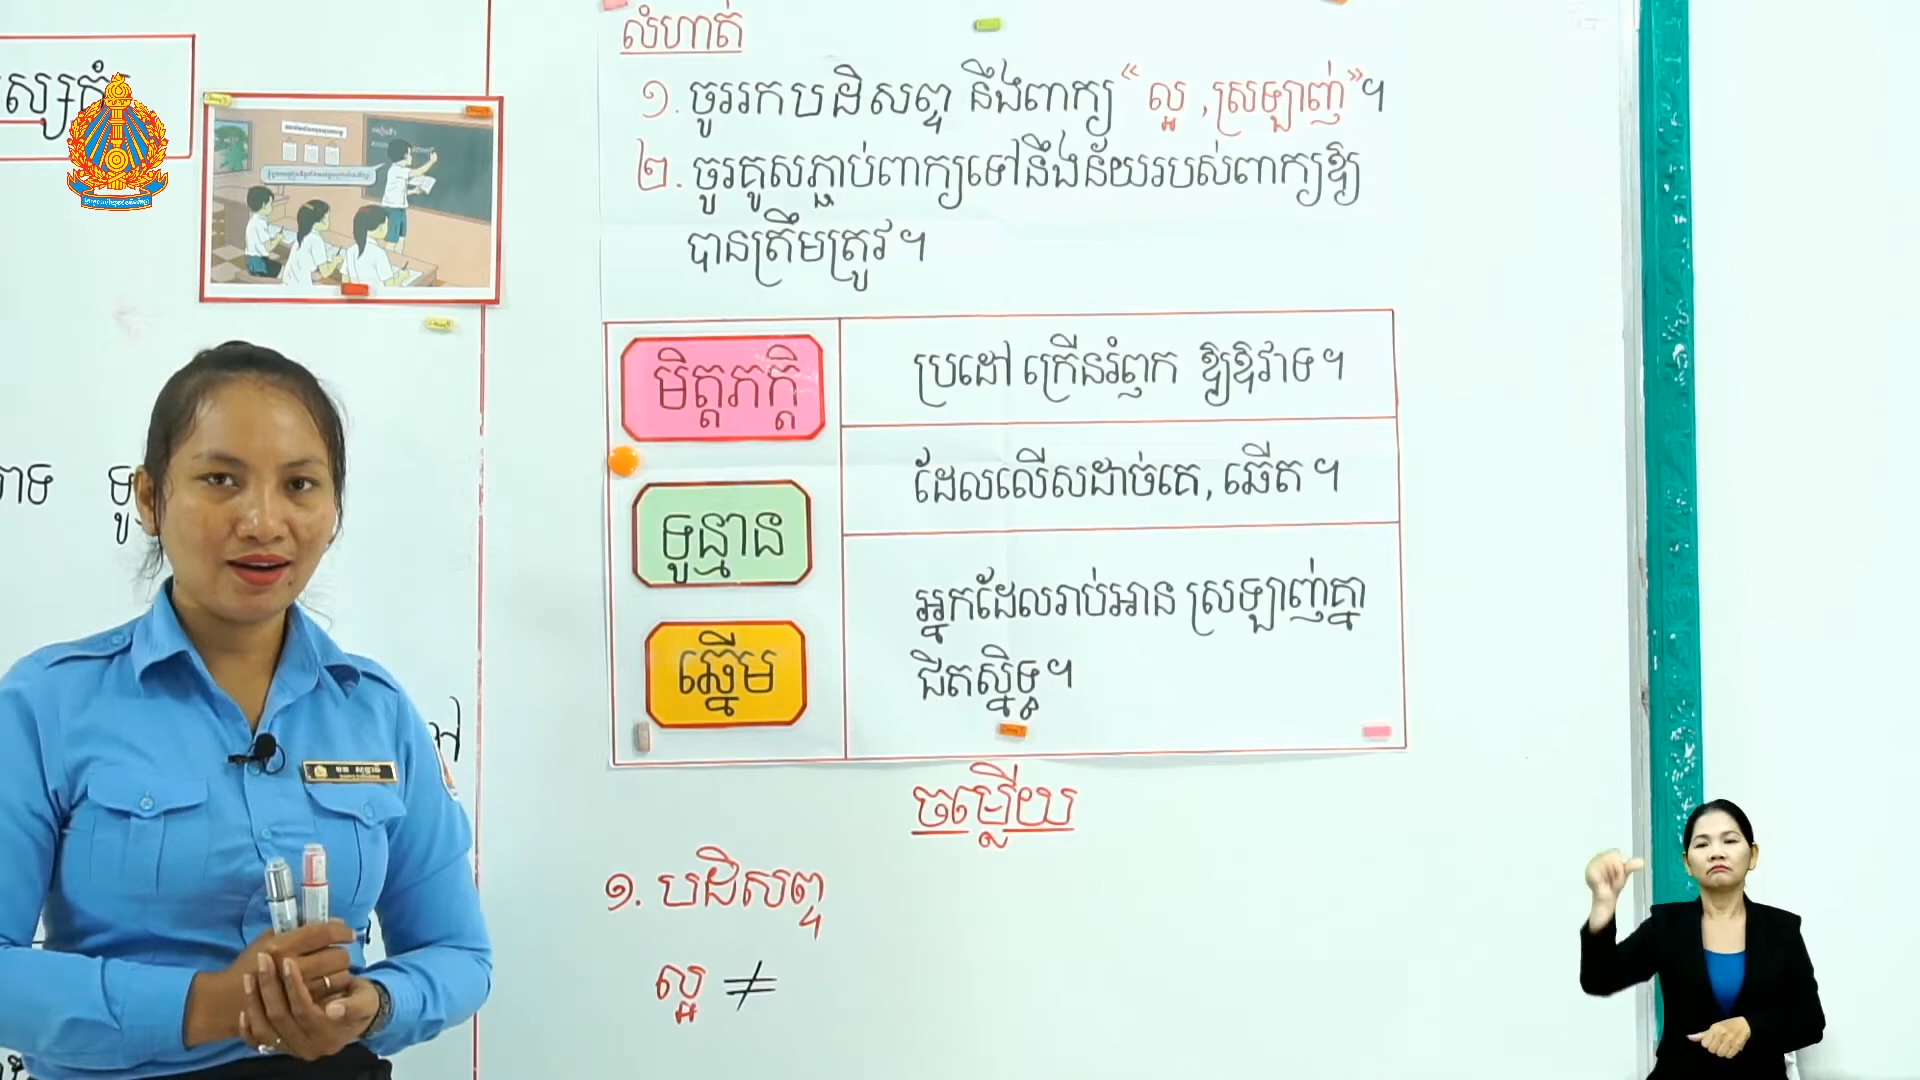 លំហាត់
១. ចូររកបដិសព្ទ នឹងពាក្យ “ល្អ , ស្រឡាញ់”។
២. ចូរគូសភ្ជាប់ពាក្យទៅនឹងន័យរបស់ពាក្យឱ្យ
បានត្រឹមត្រូវ។
មិត្តភក្តិ
ប្រដៅ ក្រើនរំព្ញក ឱ្យឱវាទ។
ទូន្មាន
ដែលលើសដាច់គេ, ឆើត។
ឆ្នើម
អ្នកដែលរាប់អាន ស្រឡាញ់គ្នា
ជិតស្និទ្ធ។
ចម្លើយ
១. បដិសព្ទ
ល្អ ≠